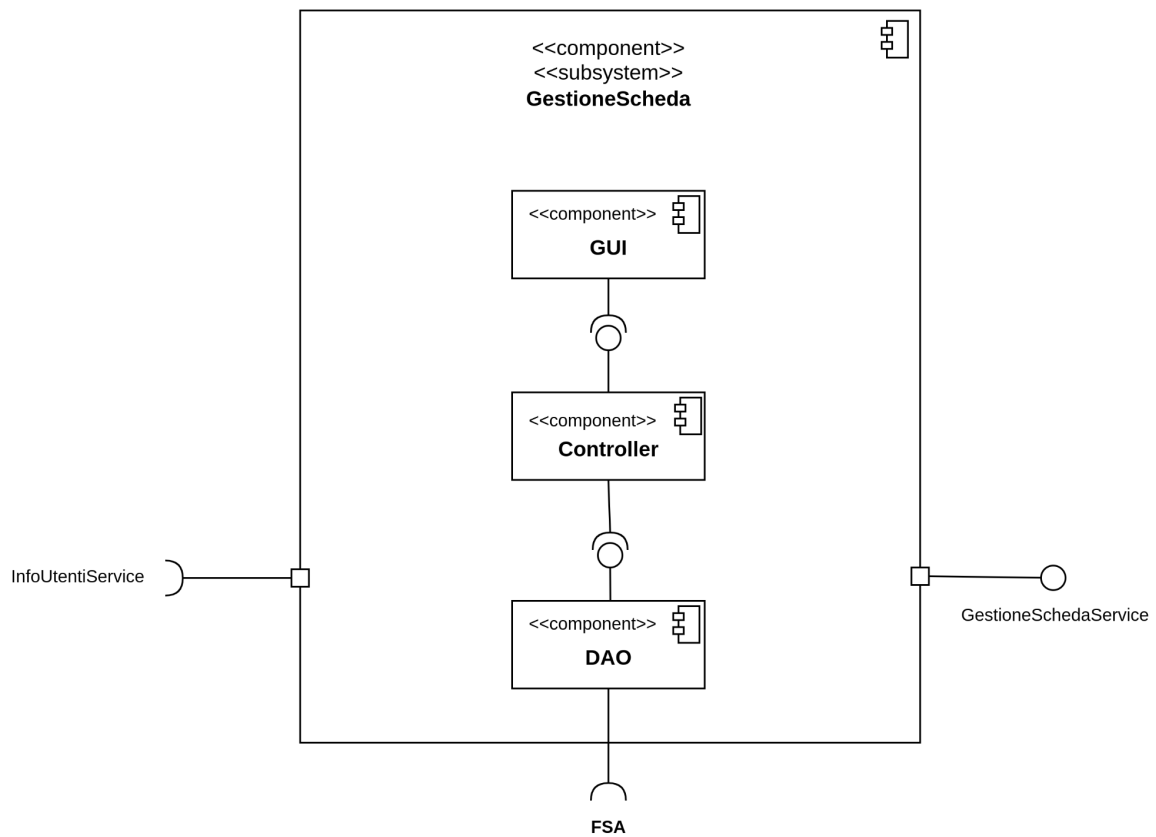 <<component>>
<<subsystem>>
GestioneScheda
<<component>>
GUI
<<component>>
Controller
InfoUtentiService
GestioneSchedaService
<<component>>
DAO
FSA